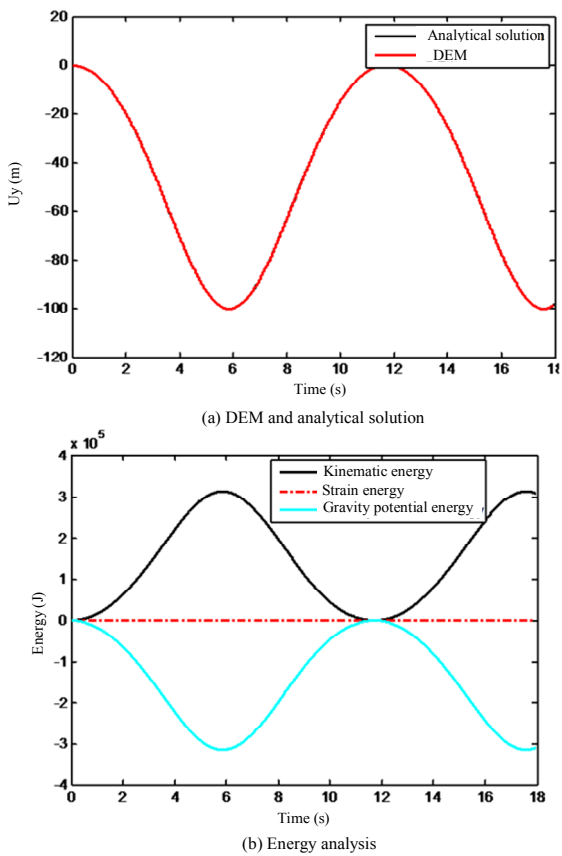 20
0
-20
-40
-60
-80
-100
-120
Uy (m)
Analytical solution
DEM
0 2 4 6 8 10 12 14 16 18
Time (s)
(a) DEM and analytical solution
x 10^5
4
3
2
1
0
-1
-2
-3
-4
Energy (J)
Kinematic energy
Strain energy
Gravity potential energy
0 2 4 6 8 10 12 14 16 18
Time (s)
(b) Energy analysis